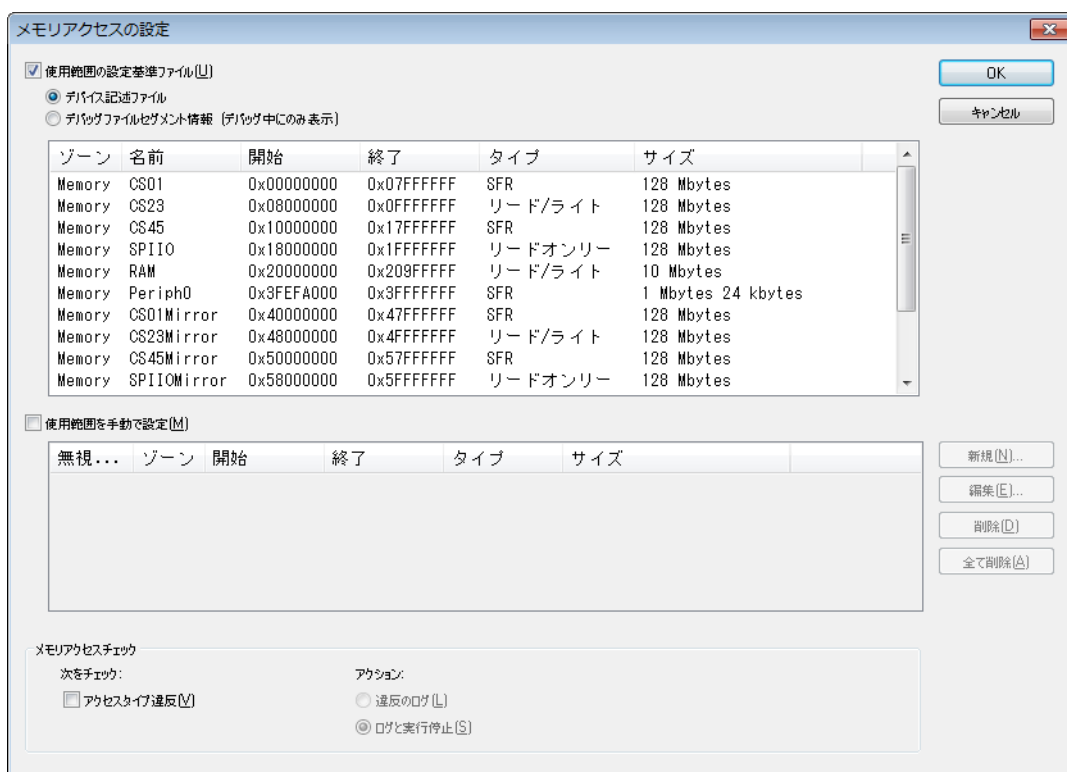 メモリアクセスの設定
使用範囲の設定基準ファイル(U)
OK
デバイス記述ファイル
デバッグファイルセグメント情報 (デバッグ中にのみ表示)
キャンセル
ゾーン 名前 開始 終了 タイプ サイズ
Memory CS01 0x00000000 0x07FFFFFF SFR 128 Mbytes
Memory CS23 0x08000000 0x0FFFFFFF リード/ライト 128 Mbytes
Memory CS45 0x10000000 0x17FFFFFF SFR 128 Mbytes
Memory SPIIO 0x18000000 0x1FFFFFFF リードオンリー 128 Mbytes
Memory RAM 0x20000000 0x209FFFFF リード/ライト 10 Mbytes
Memory Periph0 0x3FEFA000 0x3FFFFFFF SFR 1 Mbytes 24 kbytes
Memory CS01Mirror 0x40000000 0x47FFFFFF SFR 128 Mbytes
Memory CS23Mirror 0x48000000 0x4FFFFFFF リード/ライト 128 Mbytes
Memory CS45Mirror 0x50000000 0x57FFFFFF SFR 128 Mbytes
Memory SPIIOMirror 0x58000000 0x5FFFFFFF リードオンリー 128 Mbytes
使用範囲を手動で設定(M)
無視... ゾーン 開始 終了 タイプ サイズ
新規(N)...
編集(E)...
削除(D)
全て削除(A)
メモリアクセスチェック
次をチェック: アクション:
アクセスタイプ違反(V) 違反のログ(L)
ログと実行停止(S)